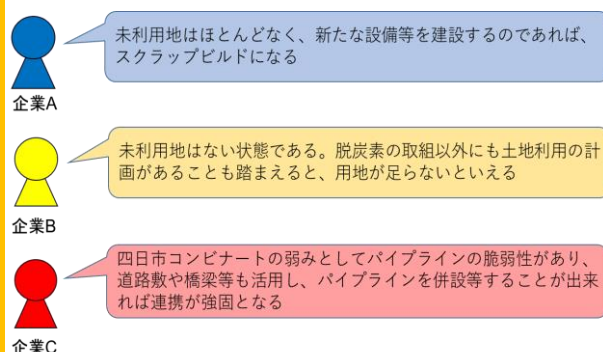 未利用地はほとんどなく、新たな設備等を建設するのであれば、
スクラップビルドになる
企業A
未利用地はない状態である。脱炭素の取組以外にも土地利用の計
画があることも踏まえると、用地が足らないといえる
企業B
四日市コンビナートの弱みとしてパイプラインの脆弱性があり、
道路敷や橋梁等も活用し、パイプラインを併設等することが出来
れば連携が強固となる
企業C